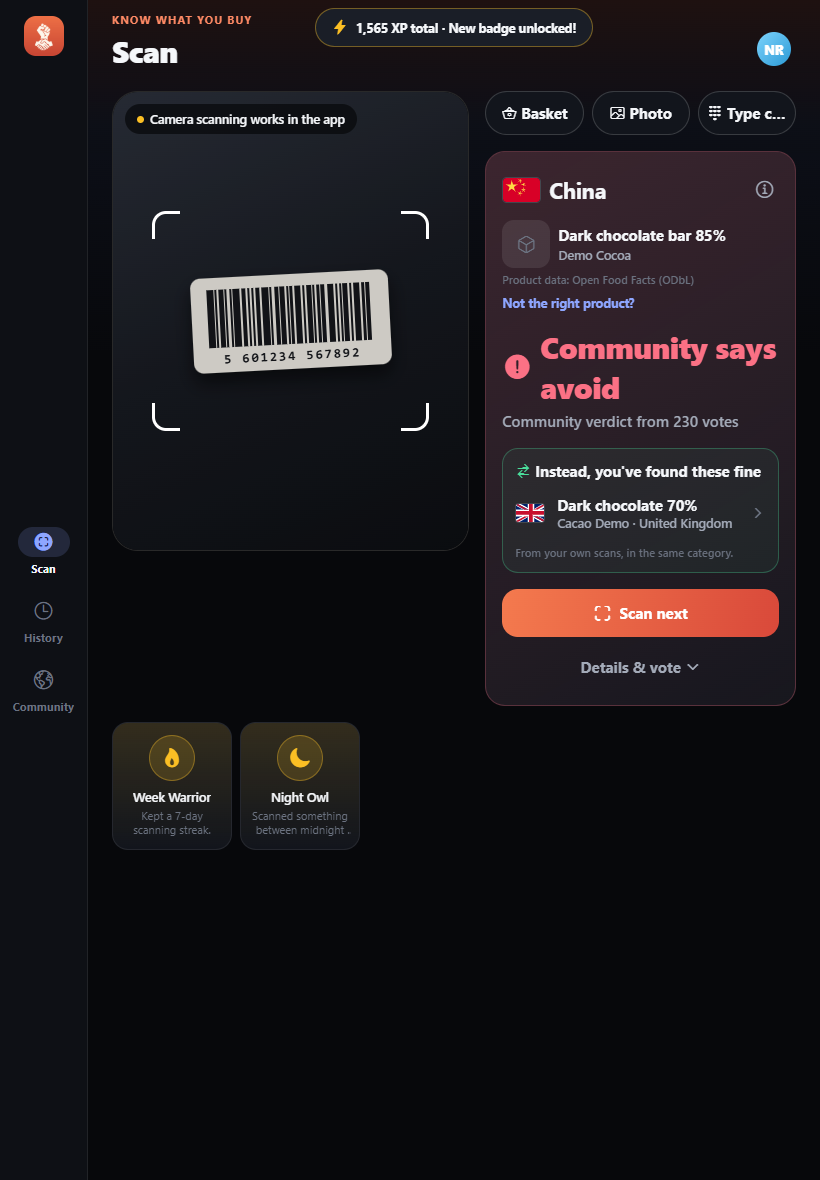 KNOW WHAT YOU BUY
1,565 XP total · New badge unlocked!
Scan
NR
Camera scanning works in the app
5 601234 567892
Basket
Photo
Type c...
China
Dark chocolate bar 85%
Demo Cocoa
Product data: Open Food Facts (ODbL)
Not the right product?
Community says
avoid
Community verdict from 230 votes
Instead, you've found these fine
Dark chocolate 70%
Cacao Demo · United Kingdom
From your own scans, in the same category.
Scan next
Details & vote
Scan
History
Community
Week Warrior
Kept a 7-day
scanning streak.
Night Owl
Scanned something
between midnight .